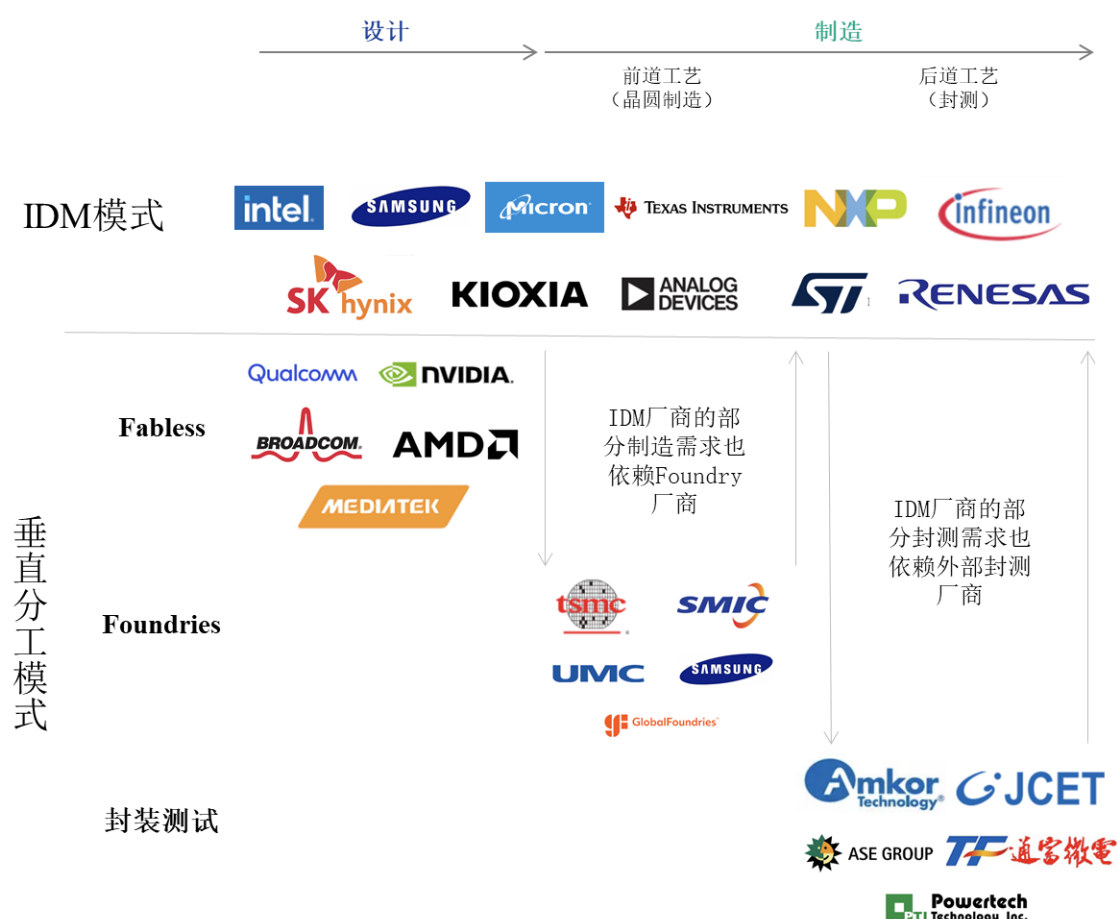 设计
制造
前道工艺
（晶圆制造）
后道工艺
（封测）
IDM模式
intel.
SAMSUNG
Micron
TEXAS INSTRUMENTS
NXP
infineon
SK hynix
KIOXIA
ANALOG
DEVICES
ST
RENESAS
垂直分工模式
Fabless
Qualcomm
NVIDIA.
BROADCOM.
AMD
MEDIATEK
IDM厂商的部
分制造需求也
依赖Foundry
厂商
IDM厂商的部
分封测需求也
依赖外部封测
厂商
Foundries
tsmc
SMIC
UMC
SAMSUNG
GF GlobalFoundries
封装测试
Amkor
Technology®
JCET
ASE GROUP
TF 通富微電
Powertech
PTI Technology Inc.